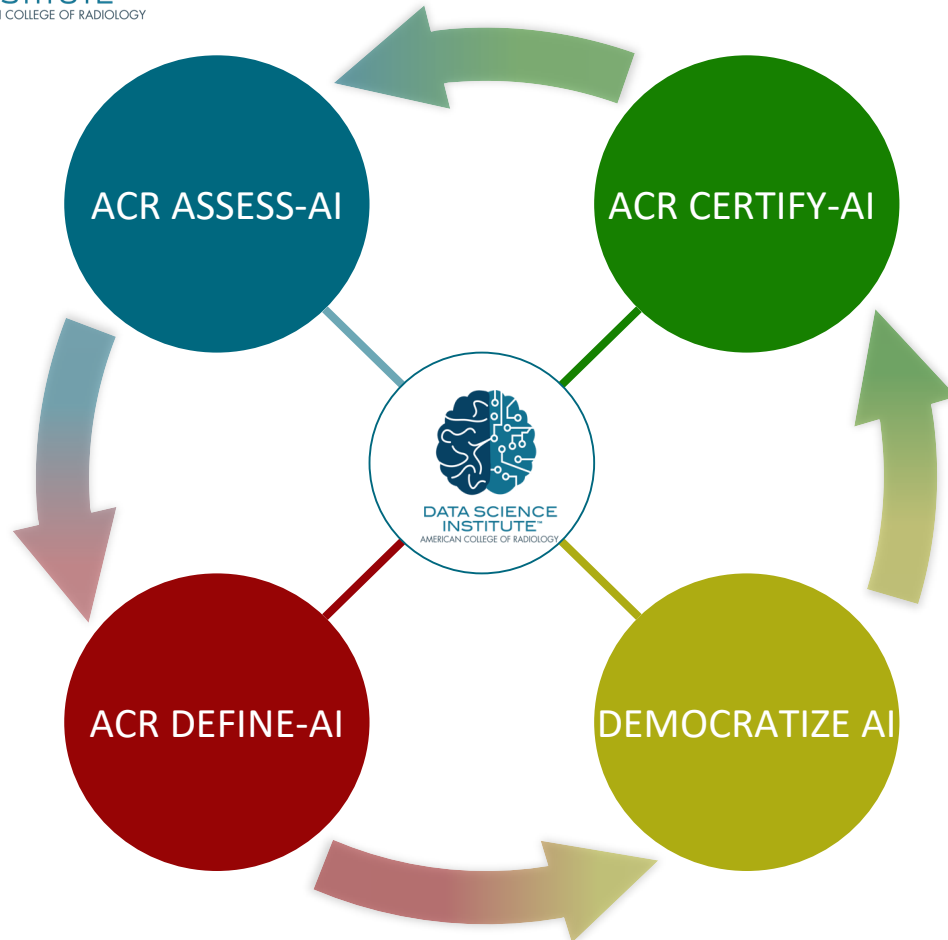 COLLEGE OF RADIOLOGY
ACR ASSESS-AI
ACR CERTIFY-AI
DATA SCIENCE
INSTITUTE™
AMERICAN COLLEGE OF RADIOLOGY
ACR DEFINE-AI
DEMOCRATIZE AI